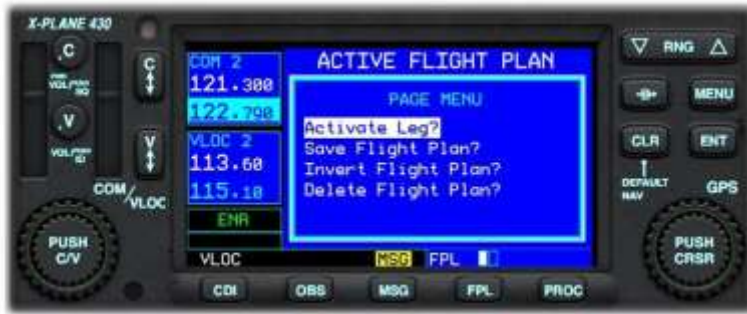 X-PLANE 430
.C
C
.V
V
COM/VLOC
PUSH
C/V
COM 2
121.300
122.790
VLOC 2
113.60
115.10
ENR
VLOC
ACTIVE FLIGHT PLAN
PAGE MENU
Activate Leg?
Save Flight Plan?
Invert Flight Plan?
Delete Flight Plan?
MSG FPL
CDI OBS MSG FPL PROC
RNG
MENU
CLR ENT
DEFAULT
NAV
GPS
PUSH
CRSR